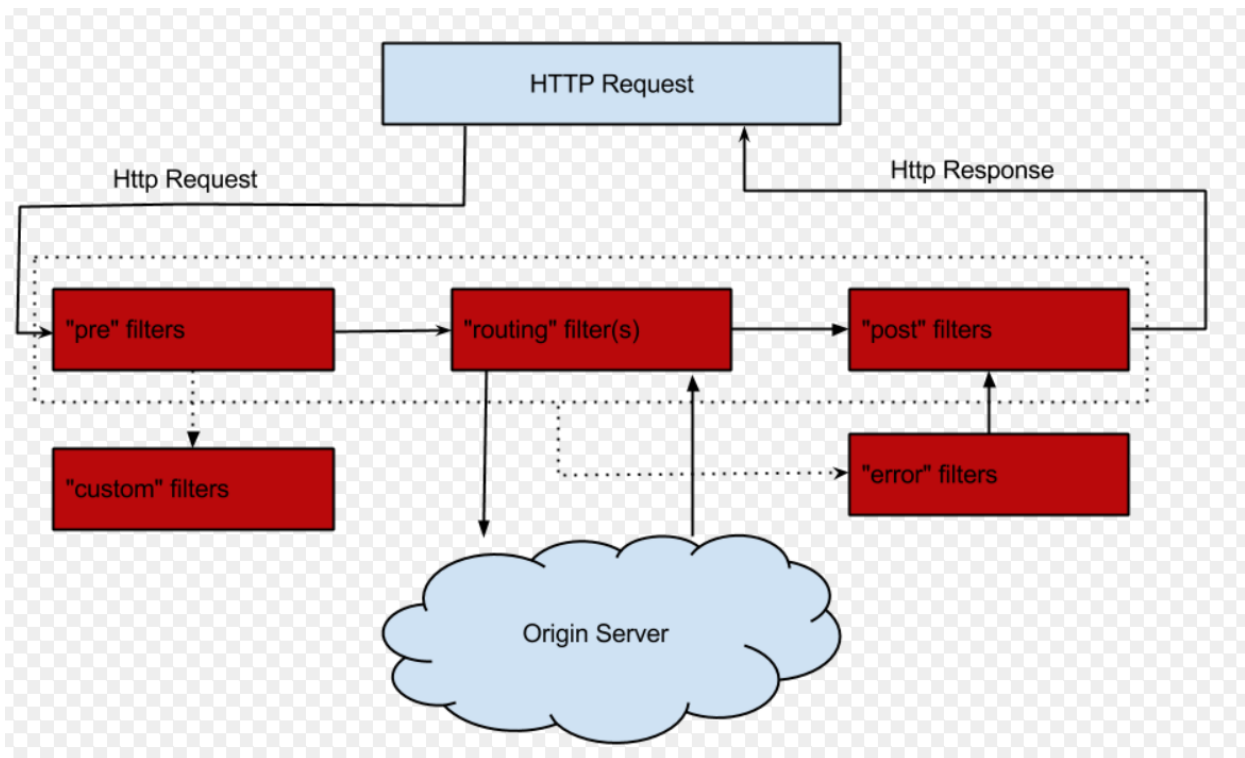 HTTP Request
Http Request
Http Response
"pre" filters
"routing" filter(s)
"post" filters
"custom" filters
"error" filters
Origin Server